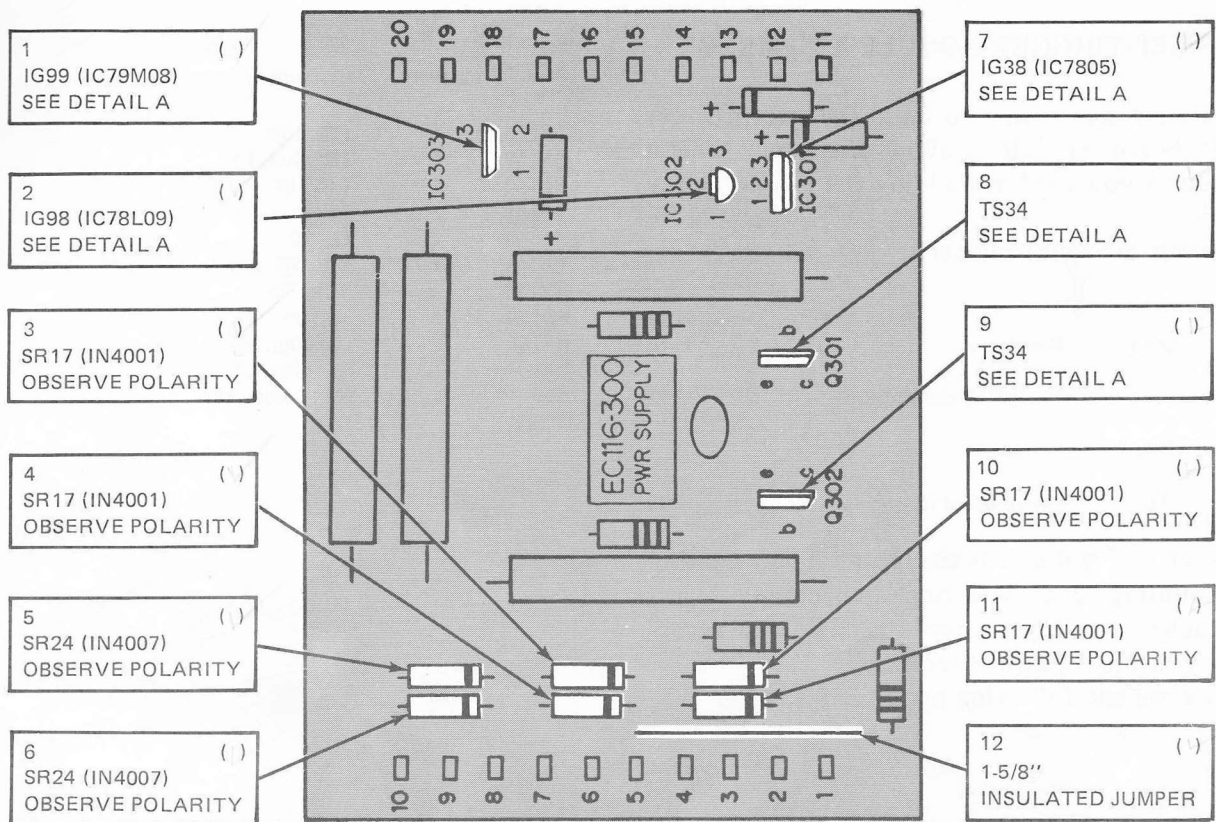 1 ( )
IG99 (IC79M08)
SEE DETAIL A
2 ( )
IG98 (IC78L09)
SEE DETAIL A
3 ( )
SR17 (IN4001)
OBSERVE POLARITY
4 ( )
SR17 (IN4001)
OBSERVE POLARITY
5 ( )
SR24 (IN4007)
OBSERVE POLARITY
6 ( )
SR24 (IN4007)
OBSERVE POLARITY
20 19 18 17 16 15 14 13 12 11
IC303
3
1 2
+ - -
IC302
1 2 3
+ -
+ -
1 2 3
IC301
b
e c
Q301
EC116-300
PWR SUPPLY
e c
b
Q302
10 9 8 7 6 5 4 3 2 1
7 ( )
IG38 (IC7805)
SEE DETAIL A
8 ( )
TS34
SEE DETAIL A
9 ( )
TS34
SEE DETAIL A
10 ( )
SR17 (IN4001)
OBSERVE POLARITY
11 ( )
SR17 (IN4001)
OBSERVE POLARITY
12 ( )
1-5/8''
INSULATED JUMPER